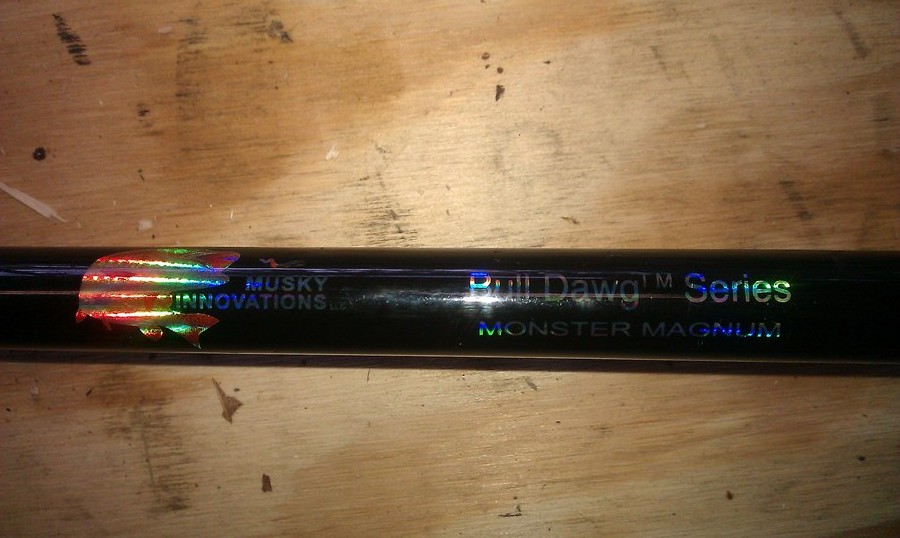 MUSKY
INNOVATIONS
Bull Dawg™ Series
MONSTER MAGNUM